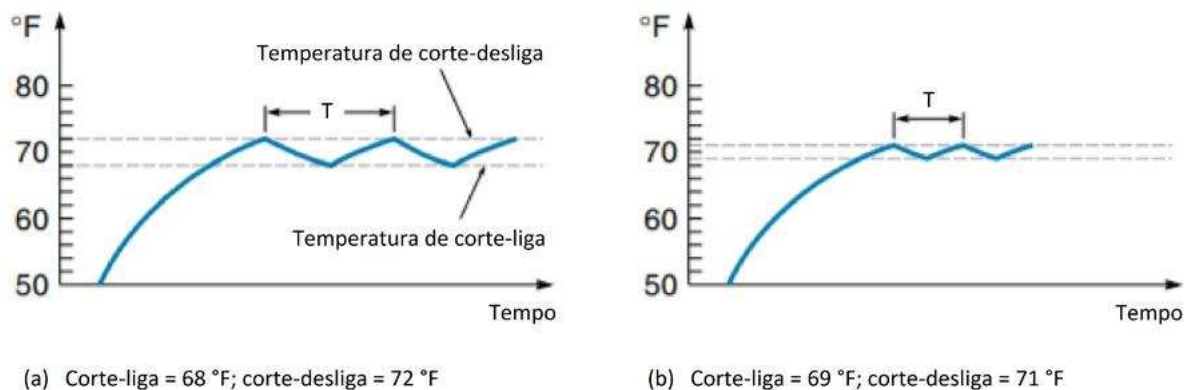 °F
Temperatura de corte-desliga
80
T
70
60
Temperatura de corte-liga
50
Tempo
(a) Corte-liga = 68 °F; corte-desliga = 72 °F
°F
80
T
70
60
50
Tempo
(b) Corte-liga = 69 °F; corte-desliga = 71 °F